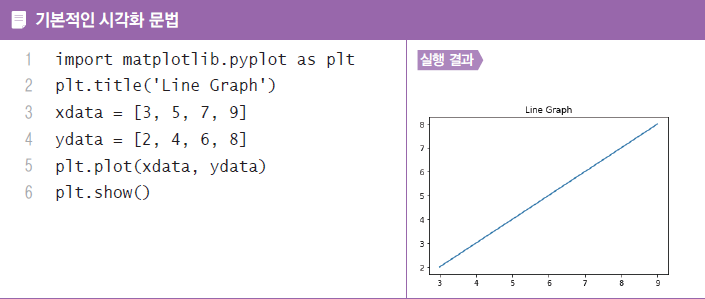 기본적인 시각화 문법
1 import matplotlib.pyplot as plt
2 plt.title('Line Graph')
3 xdata = [3, 5, 7, 9]
4 ydata = [2, 4, 6, 8]
5 plt.plot(xdata, ydata)
6 plt.show()
실행 결과
Line Graph
8
7
6
5
4
3
2
3 4 5 6 7 8 9